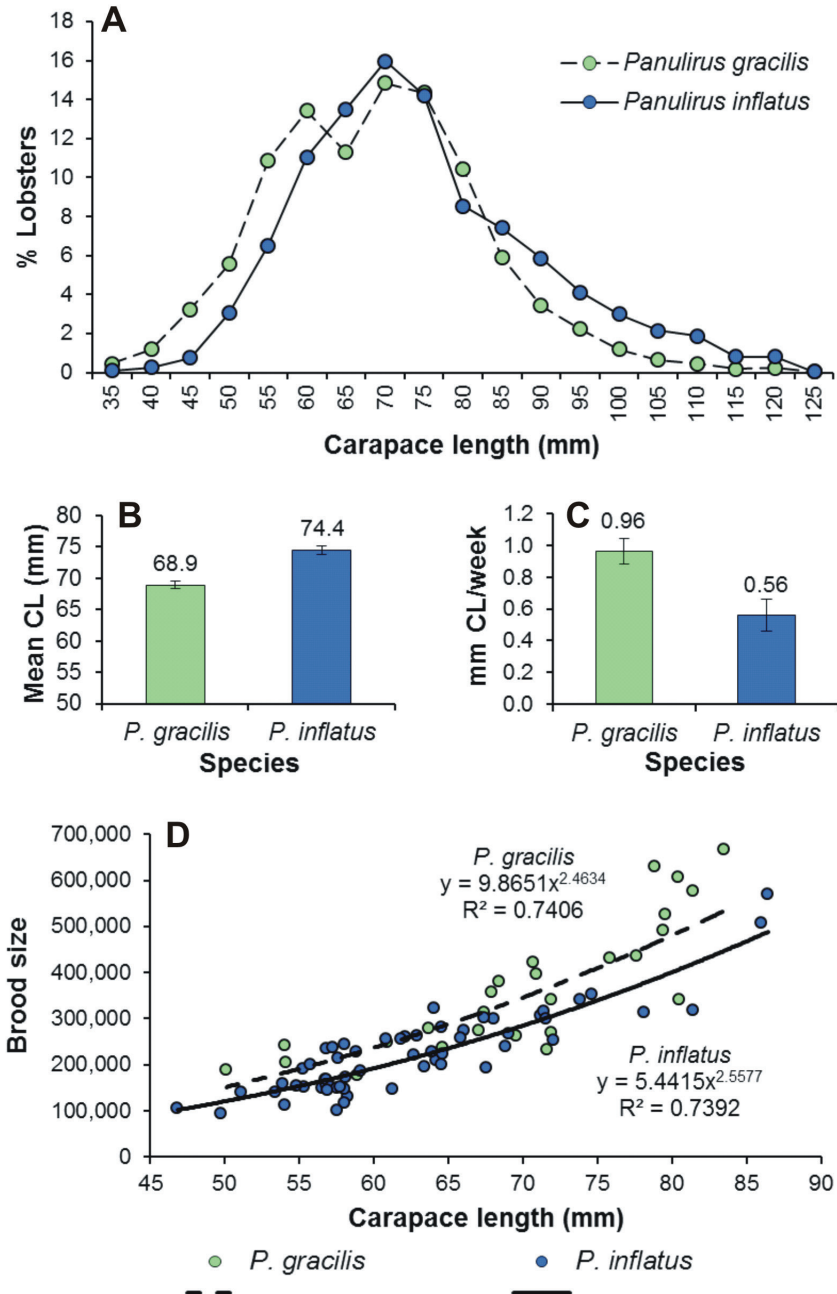 A
18
16
14
12
10
8
6
4
2
0
% Lobsters
Panulirus gracilis
Panulirus inflatus
35 40 45 50 55 60 65 70 75 80 85 90 95 100 105 110 115 120 125
Carapace length (mm)
B
80
75
70
65
60
55
50
Mean CL (mm)
68.9
74.4
P. gracilis P. inflatus
Species
C
1.2
1.0
0.8
0.6
0.4
0.2
0.0
mm CL/week
0.96
0.56
P. gracilis P. inflatus
Species
D
700,000
600,000
500,000
400,000
300,000
200,000
100,000
0
Brood size
P. gracilis
y = 9.8651x^2.4634
R² = 0.7406
P. inflatus
y = 5.4415x^2.5577
R² = 0.7392
45 50 55 60 65 70 75 80 85 90
Carapace length (mm)
P. gracilis P. inflatus